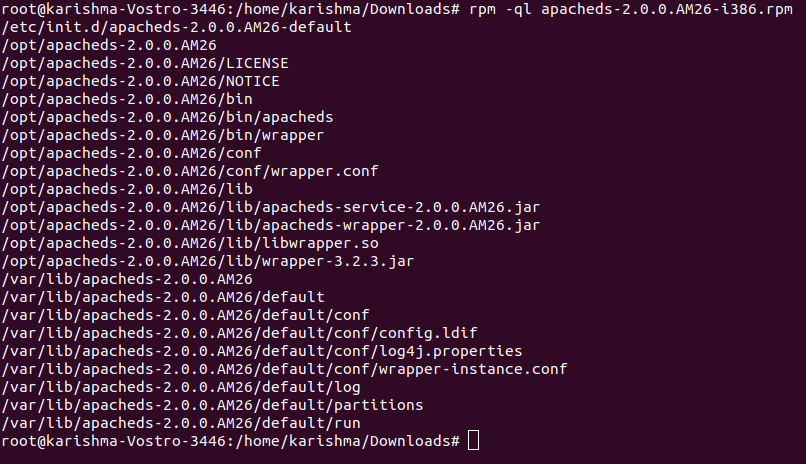 root@karishma-Vostro-3446:/home/karishma/Downloads# rpm -ql apacheds-2.0.0.AM26-i386.rpm
/etc/init.d/apacheds-2.0.0.AM26-default
/opt/apacheds-2.0.0.AM26
/opt/apacheds-2.0.0.AM26/LICENSE
/opt/apacheds-2.0.0.AM26/NOTICE
/opt/apacheds-2.0.0.AM26/bin
/opt/apacheds-2.0.0.AM26/bin/apacheds
/opt/apacheds-2.0.0.AM26/bin/wrapper
/opt/apacheds-2.0.0.AM26/conf
/opt/apacheds-2.0.0.AM26/conf/wrapper.conf
/opt/apacheds-2.0.0.AM26/lib
/opt/apacheds-2.0.0.AM26/lib/apacheds-service-2.0.0.AM26.jar
/opt/apacheds-2.0.0.AM26/lib/apacheds-wrapper-2.0.0.AM26.jar
/opt/apacheds-2.0.0.AM26/lib/libwrapper.so
/opt/apacheds-2.0.0.AM26/lib/wrapper-3.2.3.jar
/var/lib/apacheds-2.0.0.AM26
/var/lib/apacheds-2.0.0.AM26/default
/var/lib/apacheds-2.0.0.AM26/default/conf
/var/lib/apacheds-2.0.0.AM26/default/conf/config.ldif
/var/lib/apacheds-2.0.0.AM26/default/conf/log4j.properties
/var/lib/apacheds-2.0.0.AM26/default/conf/wrapper-instance.conf
/var/lib/apacheds-2.0.0.AM26/default/log
/var/lib/apacheds-2.0.0.AM26/default/partitions
/var/lib/apacheds-2.0.0.AM26/default/run
root@karishma-Vostro-3446:/home/karishma/Downloads#